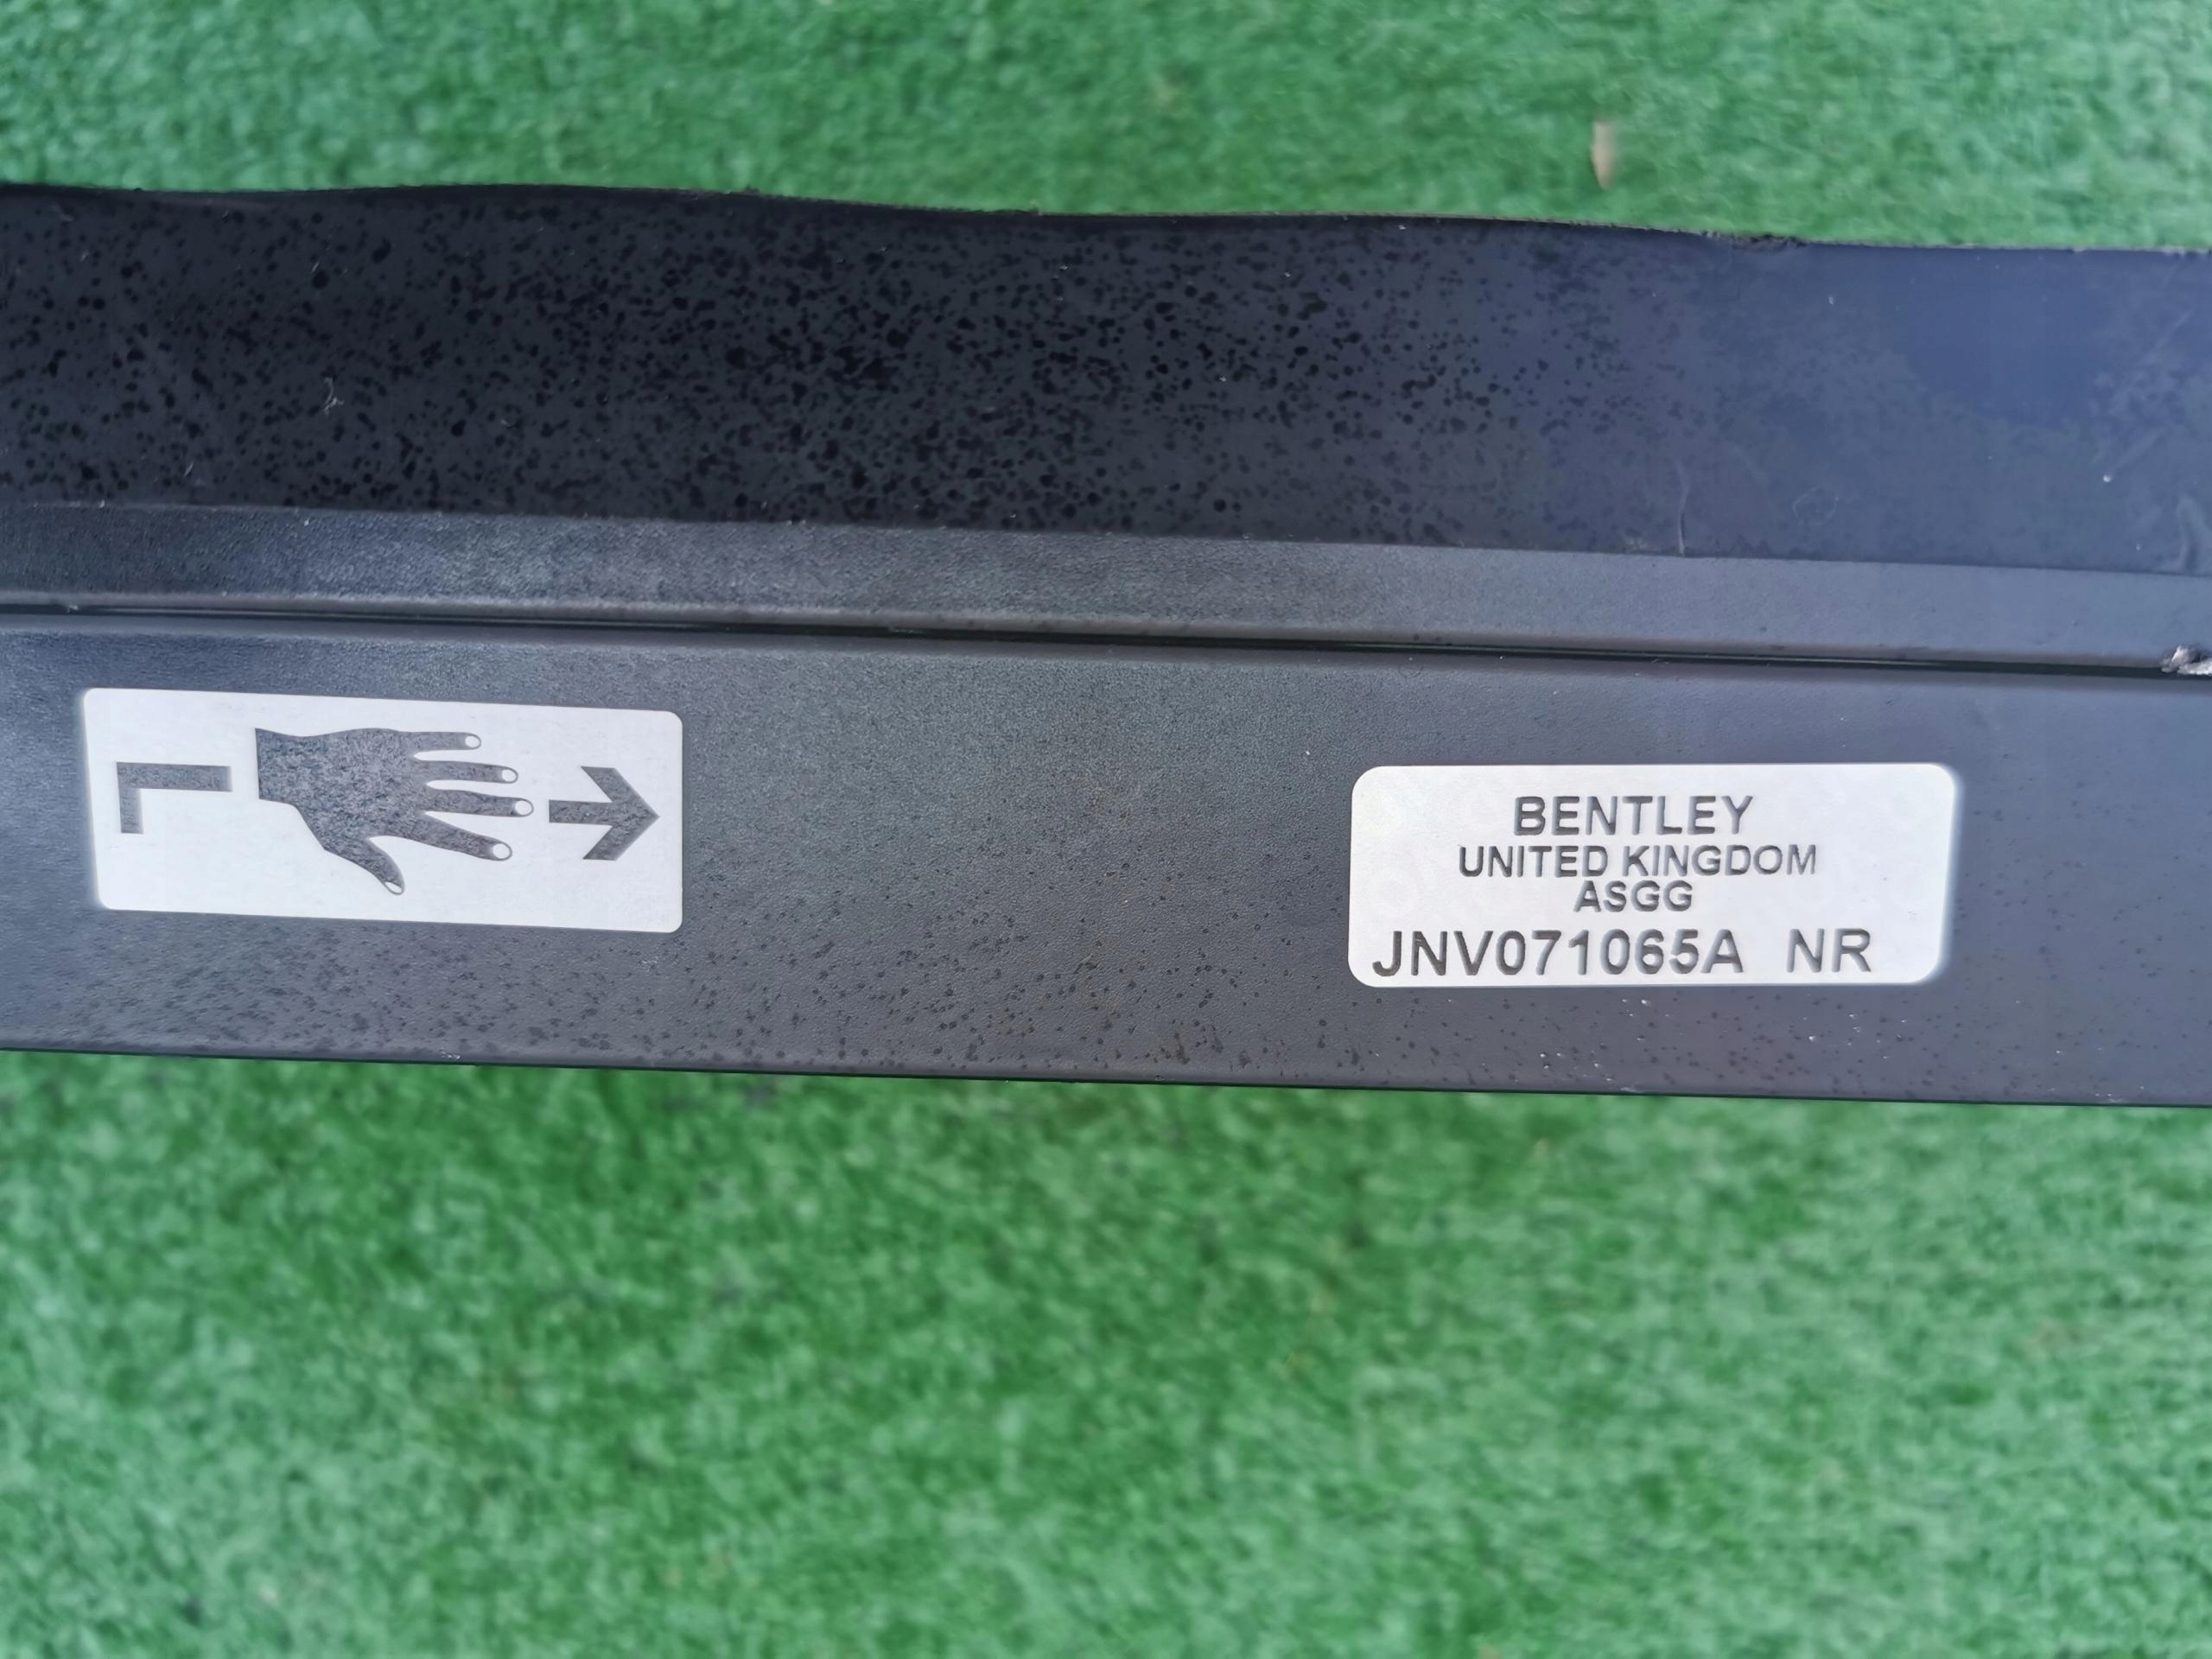 BENTLEY
UNITED KINGDOM
ASGG
JNV071065A NR